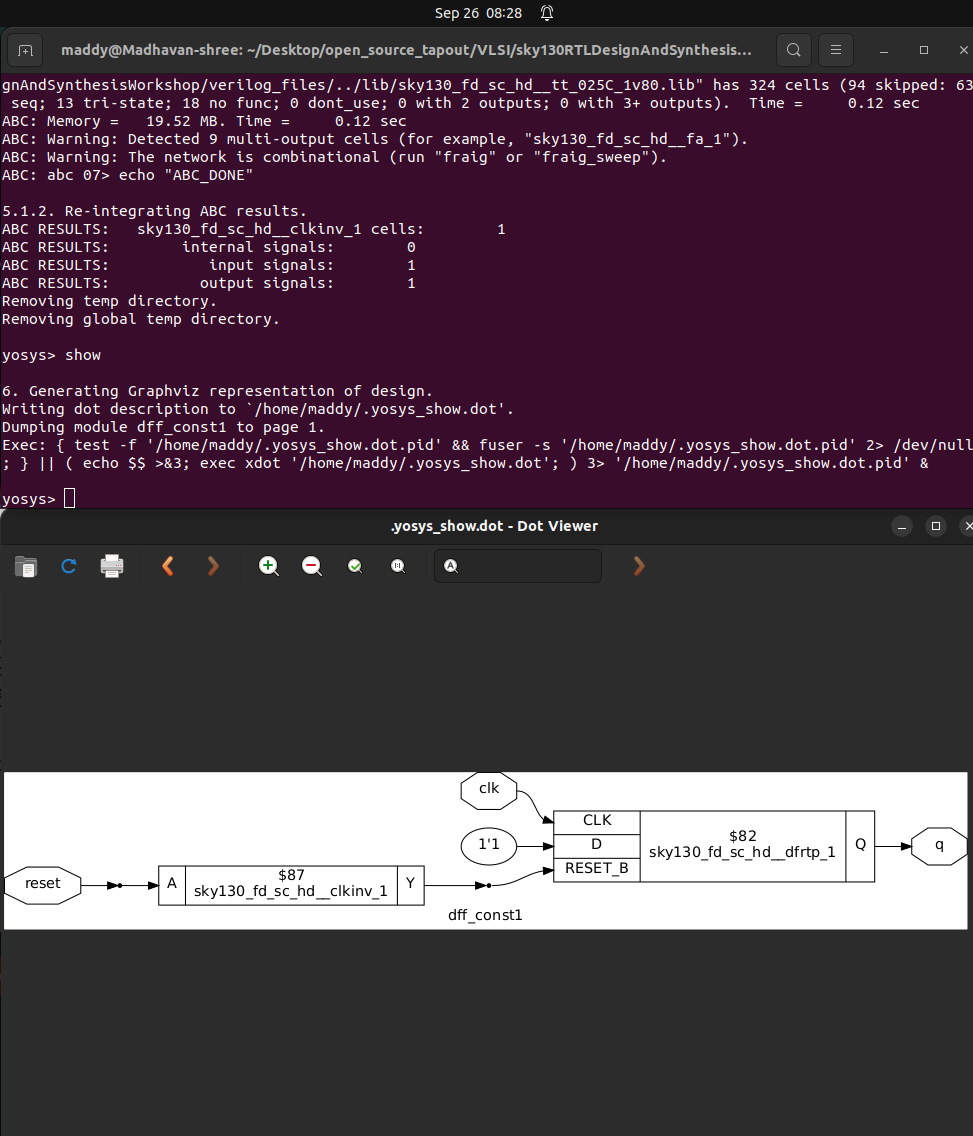 Sep 26 08:28
maddy@Madhavan-shree: ~/Desktop/open_source_tapout/VLSI/sky130RTLDesignAndSynthesis...
gnAndSynthesisWorkshop/verilog_files/../lib/sky130_fd_sc_hd__tt_025C_1v80.lib" has 324 cells (94 skipped: 63
 seq; 13 tri-state; 18 no func; 0 dont_use; 0 with 2 outputs; 0 with 3+ outputs).  Time =     0.12 sec
ABC: Memory =   19.52 MB. Time =     0.12 sec
ABC: Warning: Detected 9 multi-output cells (for example, "sky130_fd_sc_hd__fa_1").
ABC: Warning: The network is combinational (run "fraig" or "fraig_sweep").
ABC: abc 07> echo "ABC_DONE"
5.1.2. Re-integrating ABC results.
ABC RESULTS:   sky130_fd_sc_hd__clkinv_1 cells:        1
ABC RESULTS:        internal signals:        0
ABC RESULTS:           input signals:        1
ABC RESULTS:          output signals:        1
Removing temp directory.
Removing global temp directory.
yosys> show
6. Generating Graphviz representation of design.
Writing dot description to `/home/maddy/.yosys_show.dot'.
Dumping module dff_const1 to page 1.
Exec: { test -f '/home/maddy/.yosys_show.dot.pid' && fuser -s '/home/maddy/.yosys_show.dot.pid' 2> /dev/null
; } || ( echo $$ >&3; exec xdot '/home/maddy/.yosys_show.dot'; ) 3> '/home/maddy/.yosys_show.dot.pid' &
yosys>
.yosys_show.dot - Dot Viewer
clk
CLK
1'1
D
$82
sky130_fd_sc_hd__dfrtp_1
Q
q
RESET_B
reset
A
$87
sky130_fd_sc_hd__clkinv_1
Y
dff_const1